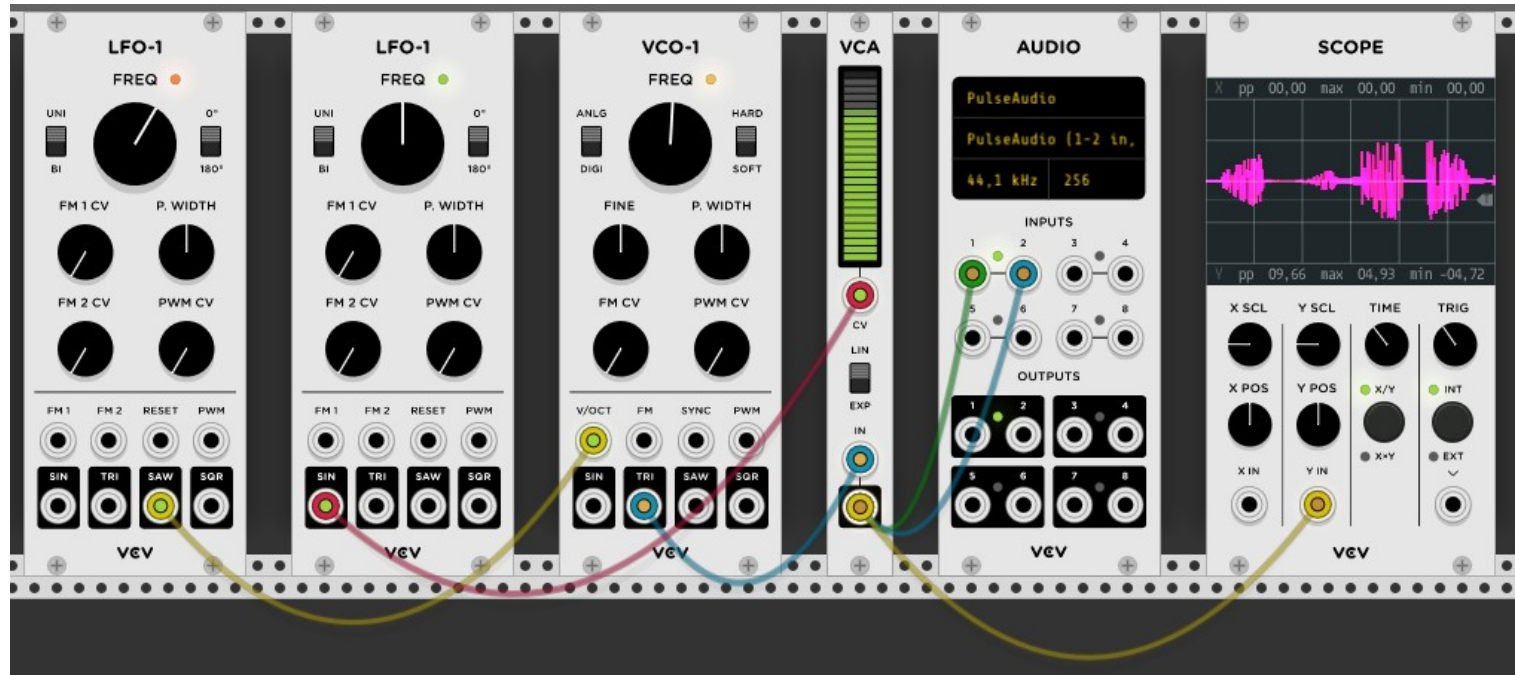 LFO-1
FREQ
UNI 0°
BI 180°
FM 1 CV P. WIDTH
FM 2 CV PWM CV
FM 1 FM 2 RESET PWM
SIN TRI SAW SQR
VCV
LFO-1
FREQ
UNI 0°
BI 180°
FM 1 CV P. WIDTH
FM 2 CV PWM CV
FM 1 FM 2 RESET PWM
SIN TRI SAW SQR
VCV
VCO-1
FREQ
ANLG HARD
DIGI SOFT
FINE P. WIDTH
FM CV PWM CV
V/OCT FM SYNC PWM
SIN TRI SAW SQR
VCV
VCA
CV
LIN
EXP
IN
AUDIO
PulseAudio
PulseAudio (1-2 in,
44,1 kHz 256
INPUTS
1 2 3 4
5 6 7 8
OUTPUTS
1 2 3 4
5 6 7 8
VCV
SCOPE
X pp 00,00 max 00,00 min 00,00
T
Y pp 09,66 max 04,93 min -04,72
X SCL Y SCL TIME TRIG
X POS Y POS X/Y INT
X×Y EXT
X IN Y IN
VCV